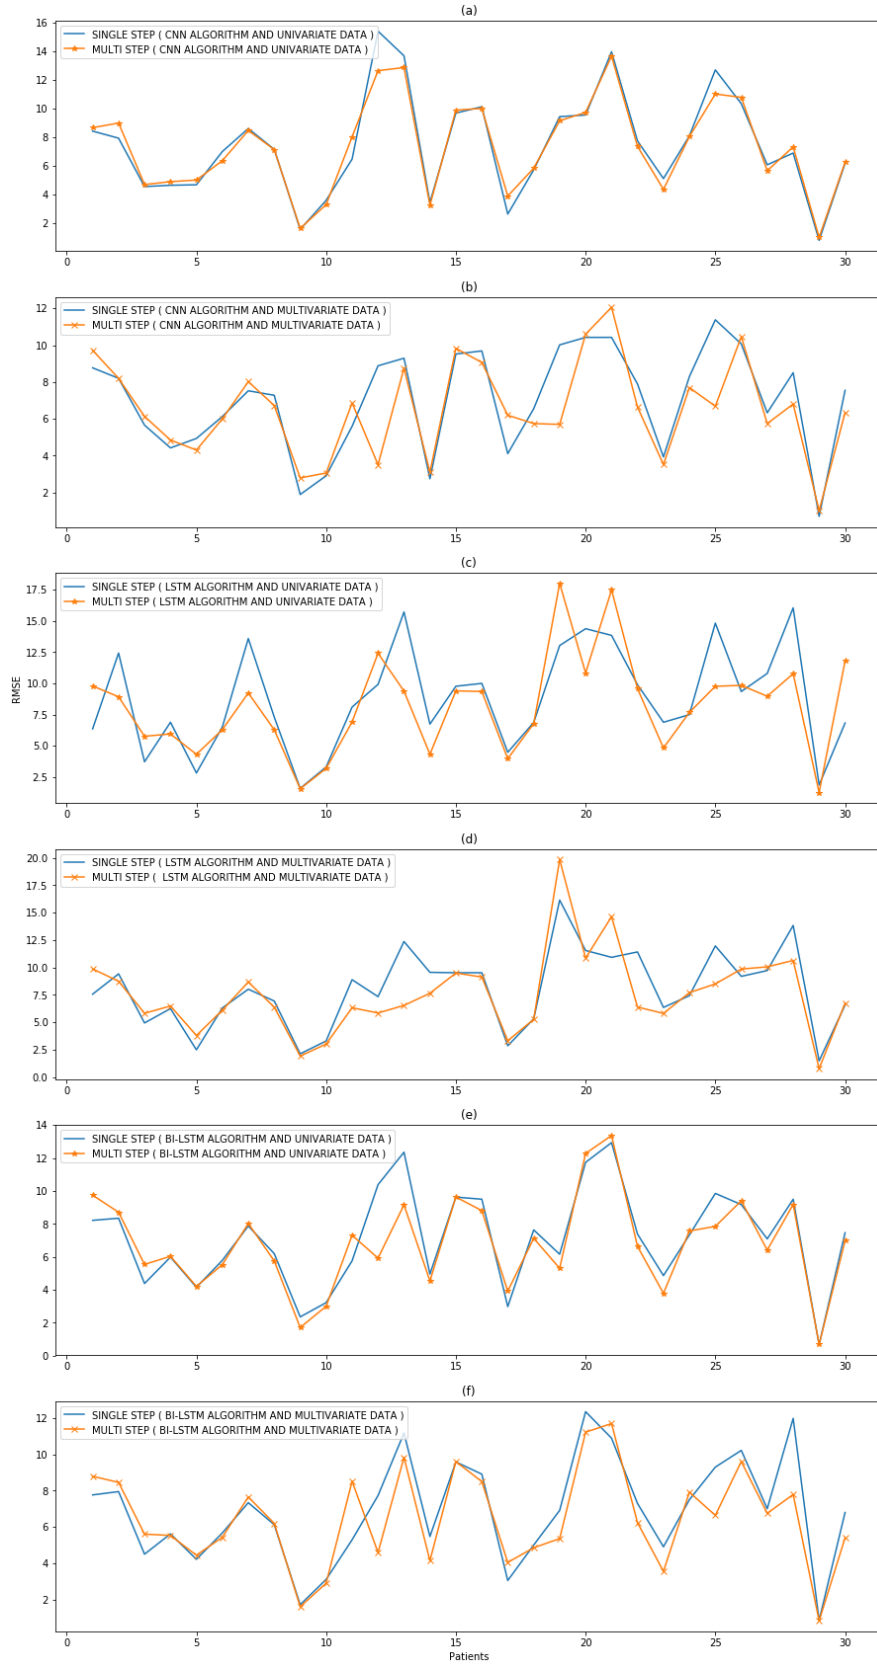 (a)
SINGLE STEP ( CNN ALGORITHM AND UNIVARIATE DATA )
MULTI STEP ( CNN ALGORITHM AND UNIVARIATE DATA )
16
14
12
10
8
6
4
2
0 5 10 15 20 25 30
(b)
SINGLE STEP ( CNN ALGORITHM AND MULTIVARIATE DATA )
MULTI STEP ( CNN ALGORITHM AND MULTIVARIATE DATA )
12
10
8
6
4
2
0 5 10 15 20 25 30
(c)
SINGLE STEP ( LSTM ALGORITHM AND UNIVARIATE DATA )
MULTI STEP ( LSTM ALGORITHM AND UNIVARIATE DATA )
17.5
15.0
12.5
10.0
7.5
5.0
2.5
RMSE
0 5 10 15 20 25 30
(d)
SINGLE STEP ( LSTM ALGORITHM AND MULTIVARIATE DATA )
MULTI STEP (  LSTM ALGORITHM AND MULTIVARIATE DATA )
20.0
17.5
15.0
12.5
10.0
7.5
5.0
2.5
0.0
0 5 10 15 20 25 30
(e)
SINGLE STEP ( BI-LSTM ALGORITHM AND UNIVARIATE DATA )
MULTI STEP ( BI-LSTM ALGORITHM AND UNIVARIATE DATA )
14
12
10
8
6
4
2
0
0 5 10 15 20 25 30
(f)
SINGLE STEP ( BI-LSTM ALGORITHM AND MULTIVARIATE DATA )
MULTI STEP ( BI-LSTM ALGORITHM AND MULTIVARIATE DATA )
12
10
8
6
4
2
0 5 10 15 20 25 30
Patients